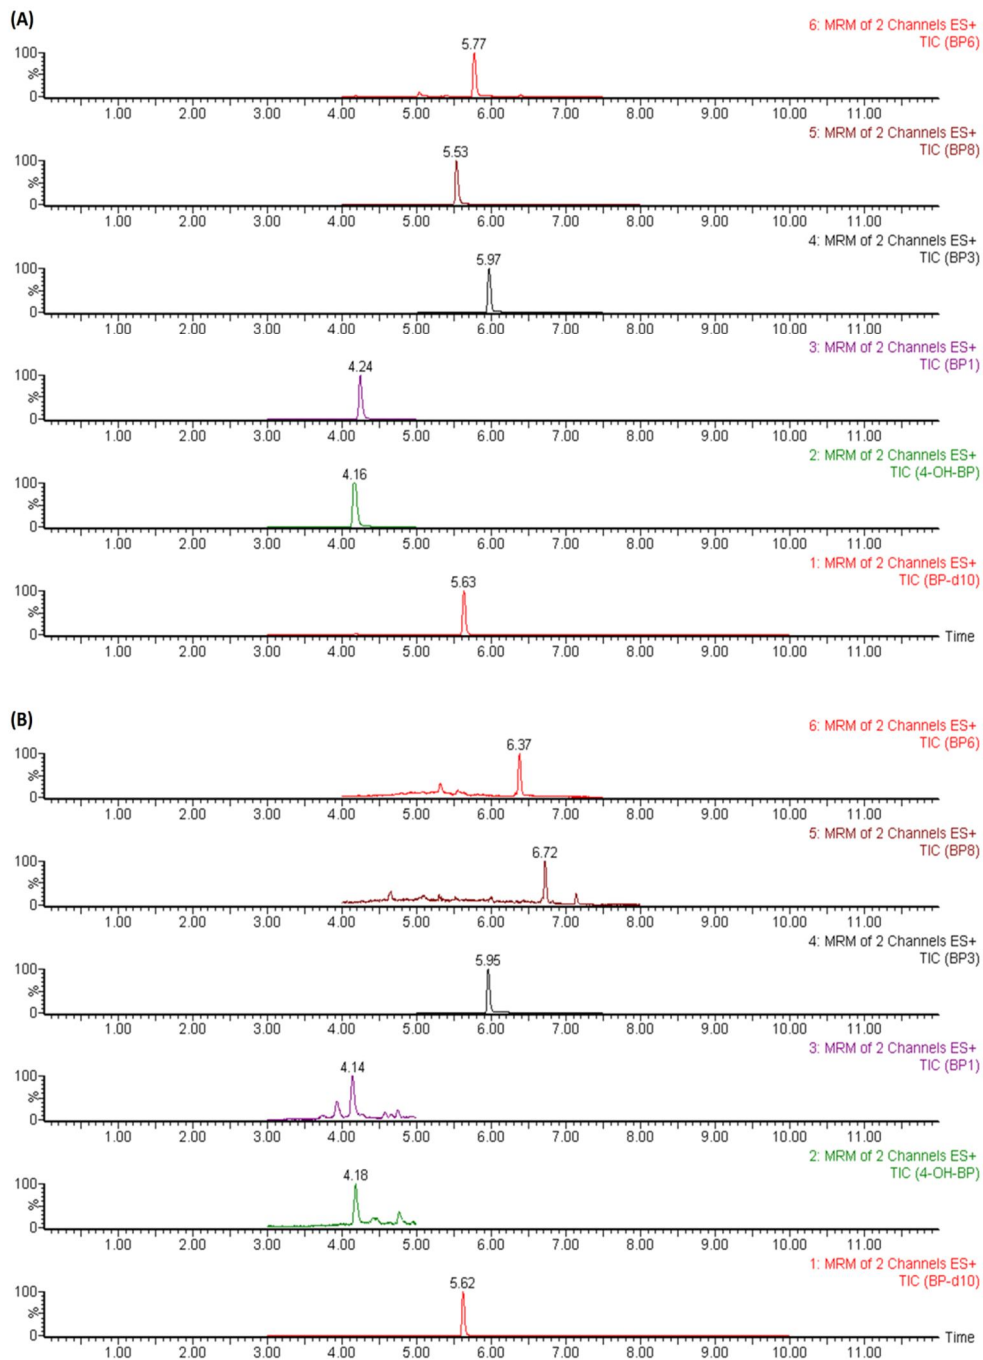 (A)
6: MRM of 2 Channels ES+
TIC (BP6)
5.77
100
%
0
1.00 2.00 3.00 4.00 5.00 6.00 7.00 8.00 9.00 10.00 11.00
5: MRM of 2 Channels ES+
TIC (BP8)
5.53
100
%
0
1.00 2.00 3.00 4.00 5.00 6.00 7.00 8.00 9.00 10.00 11.00
4: MRM of 2 Channels ES+
TIC (BP3)
5.97
100
%
0
1.00 2.00 3.00 4.00 5.00 6.00 7.00 8.00 9.00 10.00 11.00
3: MRM of 2 Channels ES+
TIC (BP1)
4.24
100
%
0
1.00 2.00 3.00 4.00 5.00 6.00 7.00 8.00 9.00 10.00 11.00
2: MRM of 2 Channels ES+
TIC (4-OH-BP)
4.16
100
%
0
1.00 2.00 3.00 4.00 5.00 6.00 7.00 8.00 9.00 10.00 11.00
1: MRM of 2 Channels ES+
TIC (BP-d10)
5.63
100
%
0
Time
1.00 2.00 3.00 4.00 5.00 6.00 7.00 8.00 9.00 10.00 11.00
(B)
6: MRM of 2 Channels ES+
TIC (BP6)
6.37
100
%
0
1.00 2.00 3.00 4.00 5.00 6.00 7.00 8.00 9.00 10.00 11.00
5: MRM of 2 Channels ES+
TIC (BP8)
6.72
100
%
0
1.00 2.00 3.00 4.00 5.00 6.00 7.00 8.00 9.00 10.00 11.00
4: MRM of 2 Channels ES+
TIC (BP3)
5.95
100
%
0
1.00 2.00 3.00 4.00 5.00 6.00 7.00 8.00 9.00 10.00 11.00
3: MRM of 2 Channels ES+
TIC (BP1)
4.14
100
%
0
1.00 2.00 3.00 4.00 5.00 6.00 7.00 8.00 9.00 10.00 11.00
2: MRM of 2 Channels ES+
TIC (4-OH-BP)
4.18
100
%
0
1.00 2.00 3.00 4.00 5.00 6.00 7.00 8.00 9.00 10.00 11.00
1: MRM of 2 Channels ES+
TIC (BP-d10)
5.62
100
%
0
Time
1.00 2.00 3.00 4.00 5.00 6.00 7.00 8.00 9.00 10.00 11.00